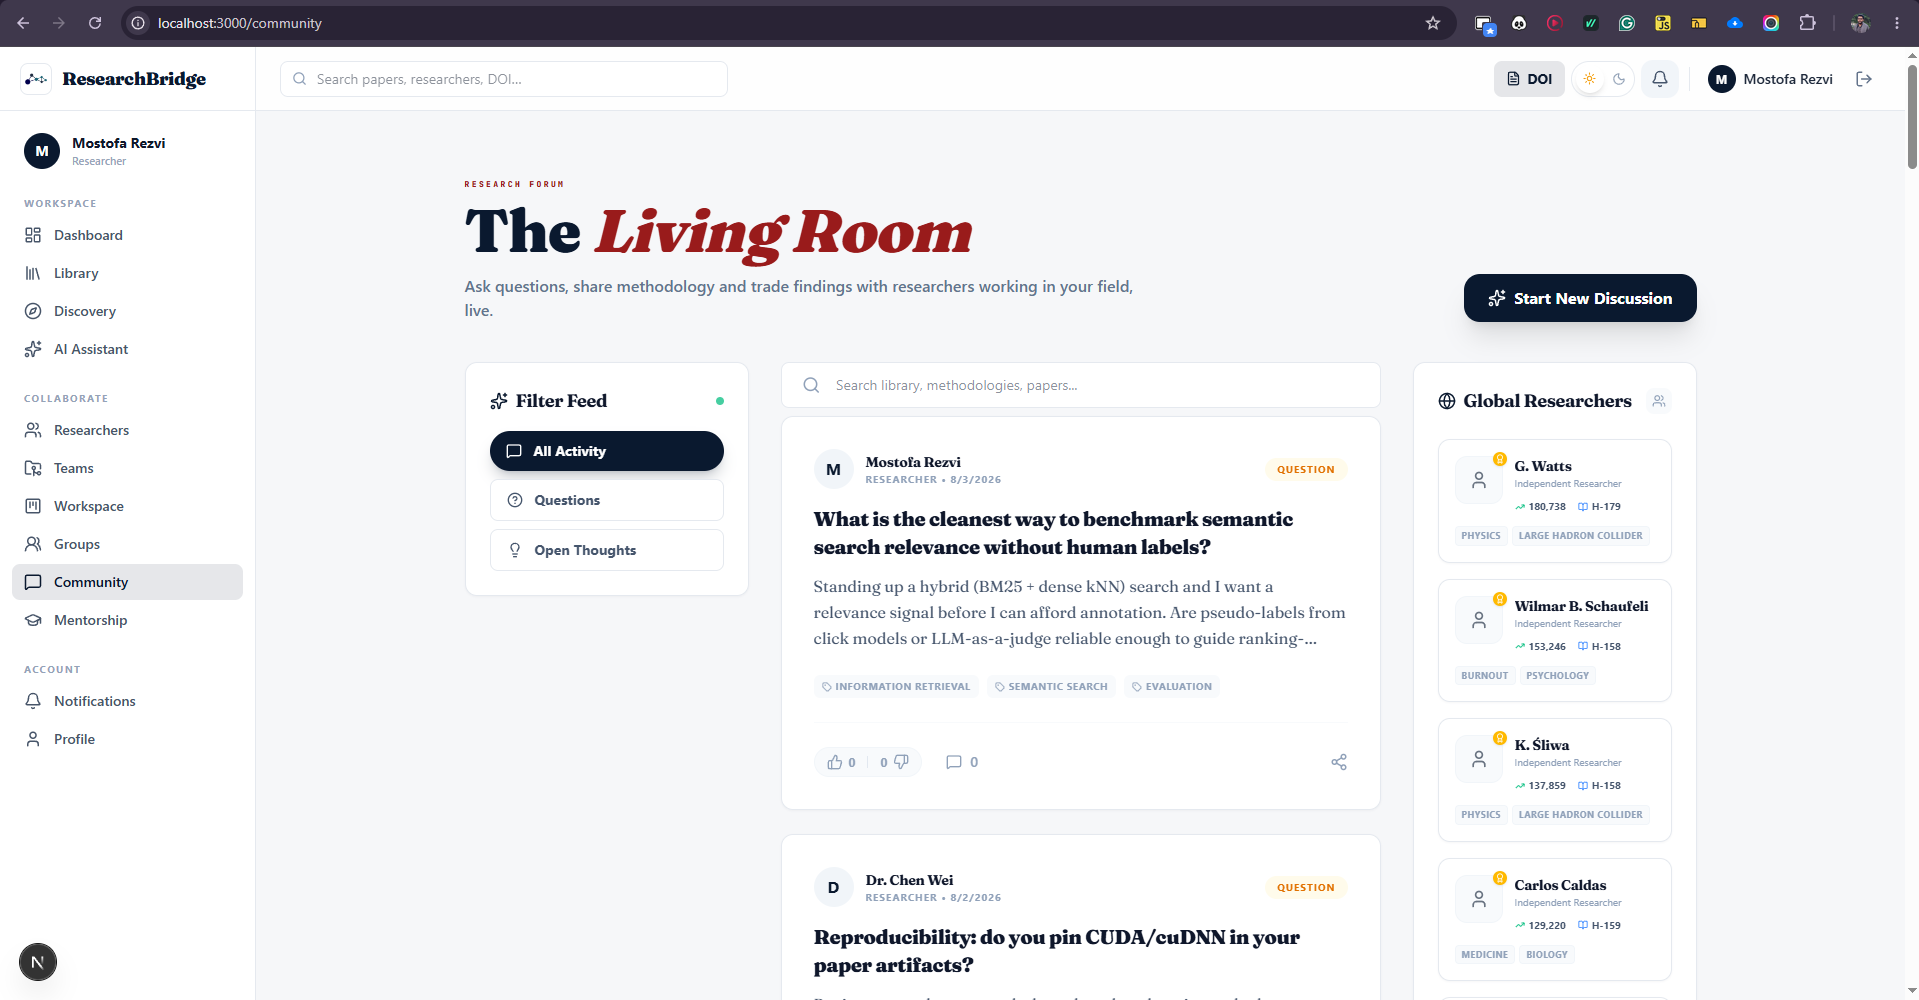 localhost:3000/community
ResearchBridge
Search papers, researchers, DOI...
DOI
M
Mostofa Rezvi
M
Mostofa Rezvi
Researcher
WORKSPACE
Dashboard
Library
Discovery
AI Assistant
COLLABORATE
Researchers
Teams
Workspace
Groups
Community
Mentorship
ACCOUNT
Notifications
Profile
N
RESEARCH FORUM
The Living Room
Ask questions, share methodology and trade findings with researchers working in your field,
live.
Start New Discussion
Filter Feed
All Activity
Questions
Open Thoughts
Search library, methodologies, papers...
M
Mostofa Rezvi
RESEARCHER • 8/3/2026
QUESTION
What is the cleanest way to benchmark semantic
search relevance without human labels?
Standing up a hybrid (BM25 + dense kNN) search and I want a
relevance signal before I can afford annotation. Are pseudo-labels from
click models or LLM-as-a-judge reliable enough to guide ranking-...
INFORMATION RETRIEVAL
SEMANTIC SEARCH
EVALUATION
0
0
0
D
Dr. Chen Wei
RESEARCHER • 8/2/2026
QUESTION
Reproducibility: do you pin CUDA/cuDNN in your
paper artifacts?
Global Researchers
G. Watts
Independent Researcher
180,738
H-179
PHYSICS
LARGE HADRON COLLIDER
Wilmar B. Schaufeli
Independent Researcher
153,246
H-158
BURNOUT
PSYCHOLOGY
K. Śliwa
Independent Researcher
137,859
H-158
PHYSICS
LARGE HADRON COLLIDER
Carlos Caldas
Independent Researcher
129,220
H-159
MEDICINE
BIOLOGY